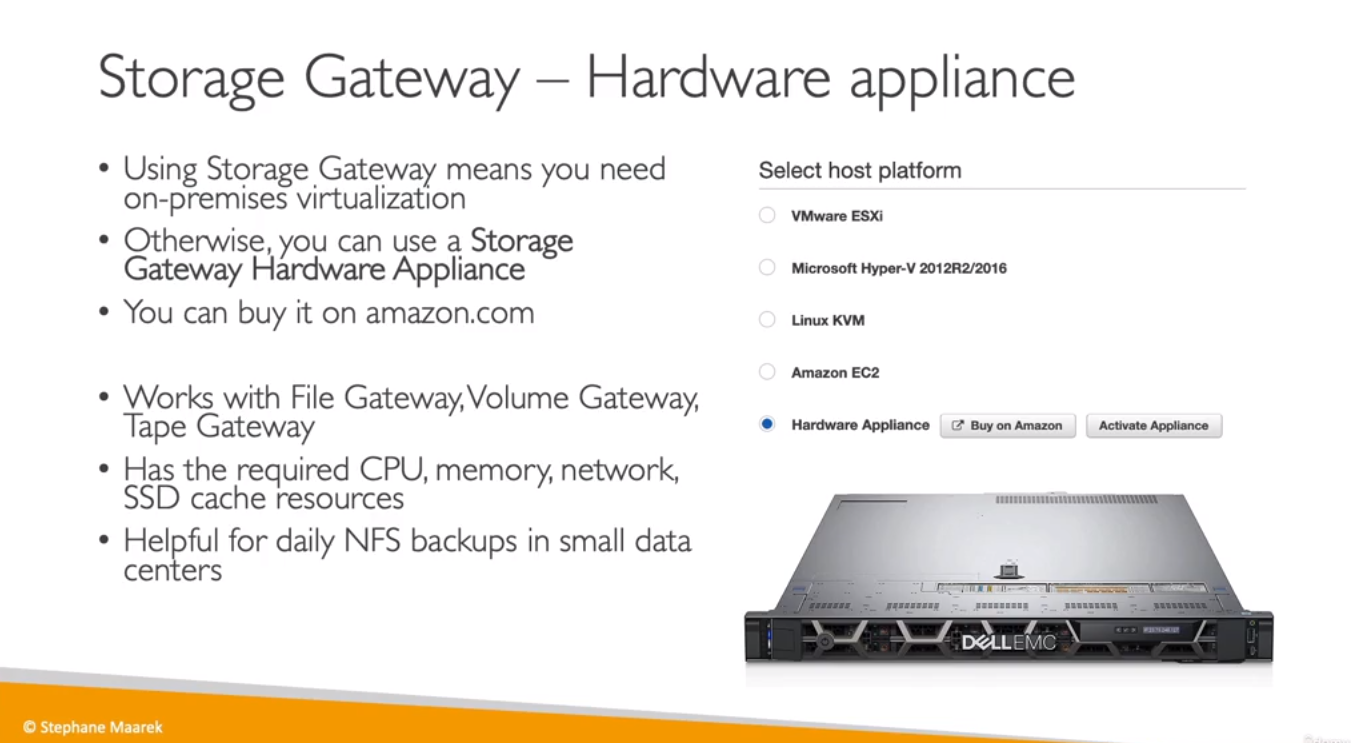 Storage Gateway – Hardware appliance
• Using Storage Gateway means you need
on-premises virtualization
• Otherwise, you can use a Storage
Gateway Hardware Appliance
• You can buy it on amazon.com
• Works with File Gateway, Volume Gateway,
Tape Gateway
• Has the required CPU, memory, network,
SSD cache resources
• Helpful for daily NFS backups in small data
centers
Select host platform
VMware ESXi
Microsoft Hyper-V 2012R2/2016
Linux KVM
Amazon EC2
Hardware Appliance Buy on Amazon Activate Appliance
DELLEMC
© Stephane Maarek